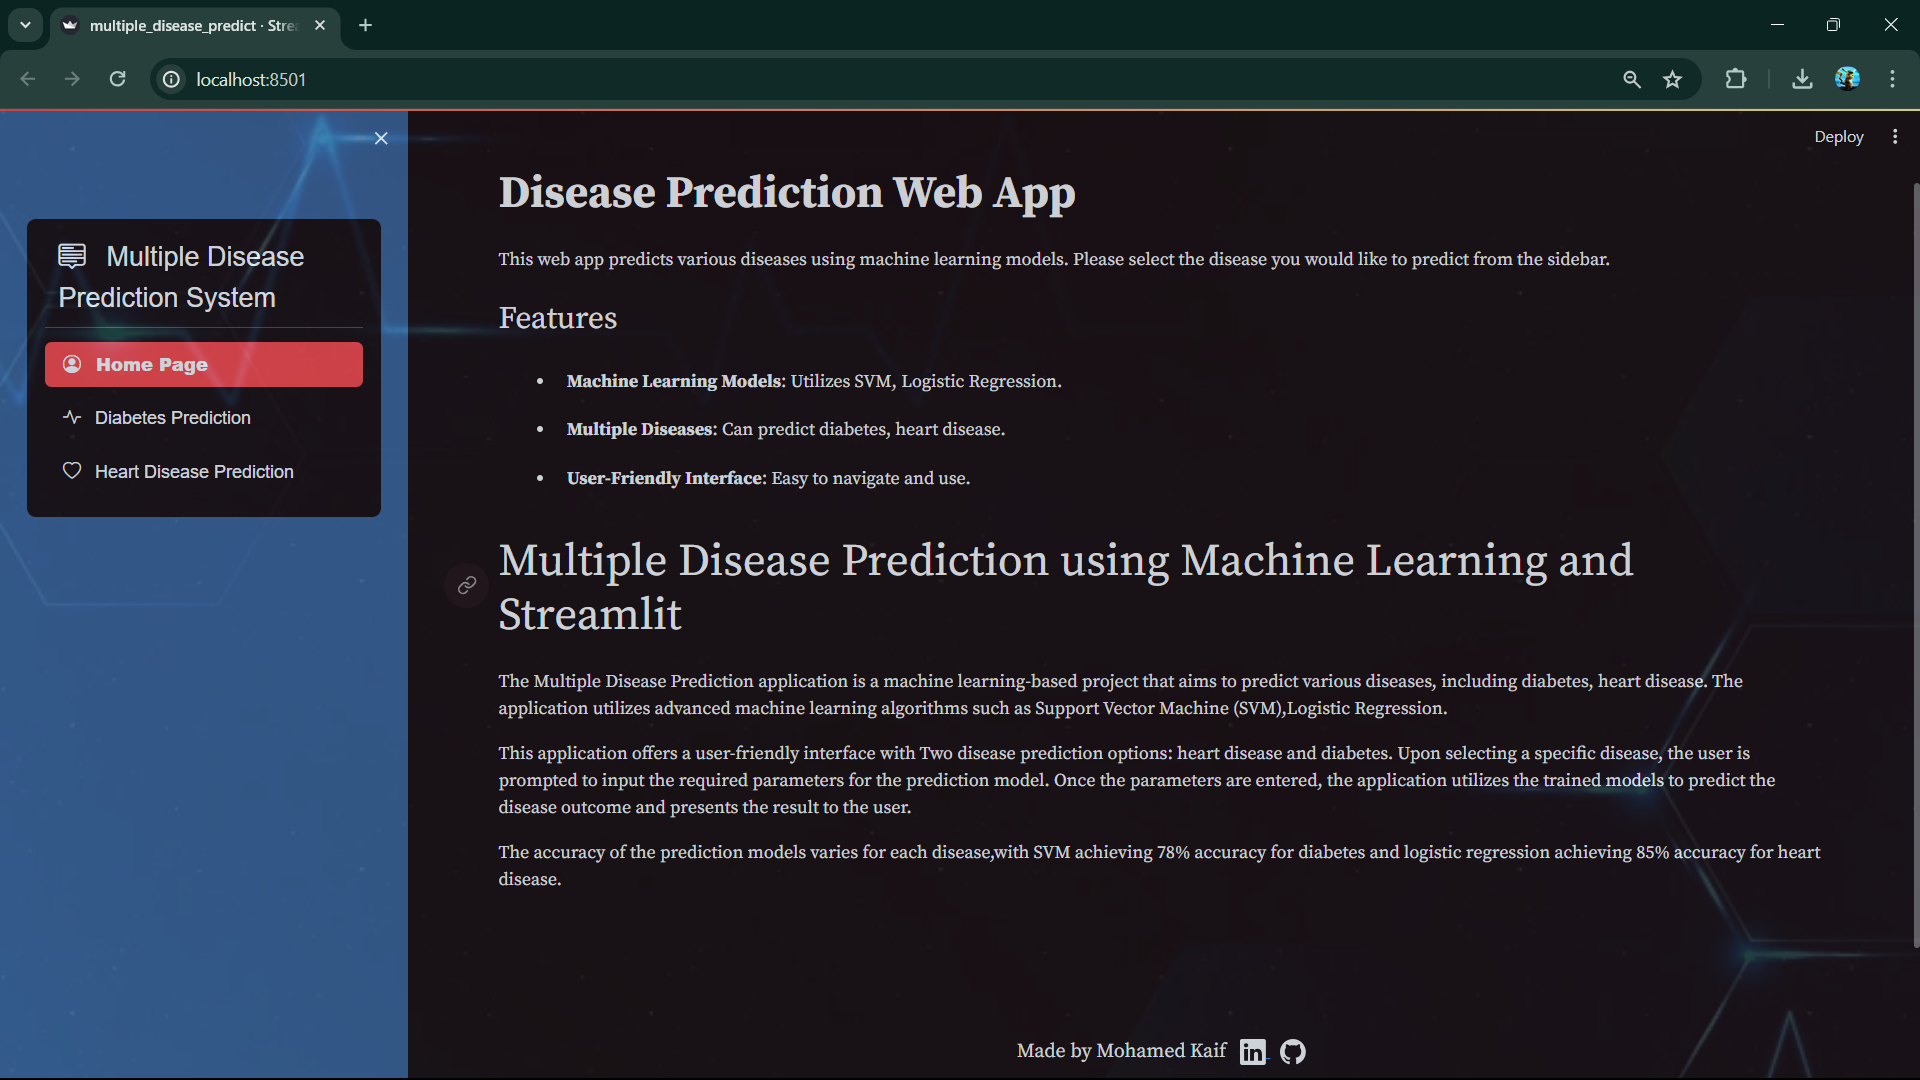 multiple_disease_predict · Stre
localhost:8501
Deploy
Multiple Disease
Prediction System
Home Page
Diabetes Prediction
Heart Disease Prediction
Disease Prediction Web App
This web app predicts various diseases using machine learning models. Please select the disease you would like to predict from the sidebar.
Features
• Machine Learning Models: Utilizes SVM, Logistic Regression.
• Multiple Diseases: Can predict diabetes, heart disease.
• User-Friendly Interface: Easy to navigate and use.
Multiple Disease Prediction using Machine Learning and
Streamlit
The Multiple Disease Prediction application is a machine learning-based project that aims to predict various diseases, including diabetes, heart disease. The
application utilizes advanced machine learning algorithms such as Support Vector Machine (SVM),Logistic Regression.
This application offers a user-friendly interface with Two disease prediction options: heart disease and diabetes. Upon selecting a specific disease, the user is
prompted to input the required parameters for the prediction model. Once the parameters are entered, the application utilizes the trained models to predict the
disease outcome and presents the result to the user.
The accuracy of the prediction models varies for each disease,with SVM achieving 78% accuracy for diabetes and logistic regression achieving 85% accuracy for heart
disease.
Made by Mohamed Kaif in